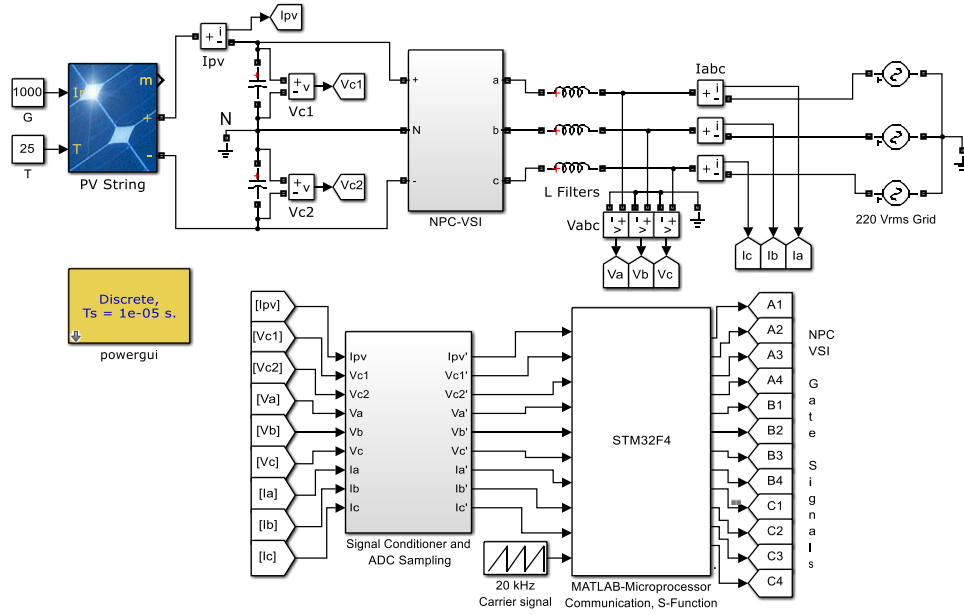 Ipv
+ i -
Ipv
1000
G
25
T
Ir
T
m
+
-
PV String
+ - v
Vc1
Vc1
N
+ - v
Vc2
Vc2
+
N
-
a
b
c
NPC-VSI
L Filters
Iabc
+ i -
+ i -
+ i -
220 Vrms Grid
Vabc
- + v
- + v
- + v
Va
Vb
Vc
Ic
Ib
Ia
Discrete,
Ts = 1e-05 s.
powergui
[Ipv]
[Vc1]
[Vc2]
[Va]
[Vb]
[Vc]
[Ia]
[Ib]
[Ic]
Ipv
Vc1
Vc2
Va
Vb
Vc
Ia
Ib
Ic
Ipv'
Vc1'
Vc2'
Va'
Vb'
Vc'
Ia'
Ib'
Ic'
Signal Conditioner and
ADC Sampling
20 kHz
Carrier signal
STM32F4
MATLAB-Microprocessor
Communication, S-Function
A1
A2
A3
A4
B1
B2
B3
B4
C1
C2
C3
C4
NPC
VSI
Gate
Signals